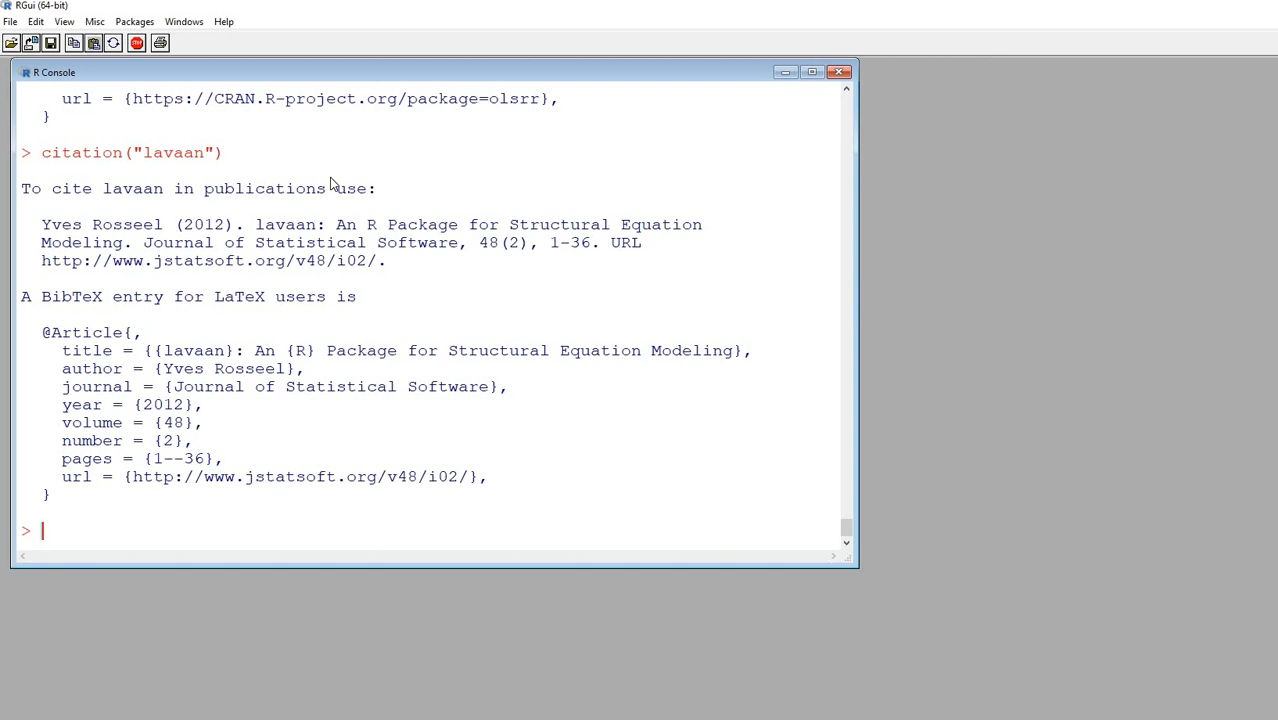 RGui (64-bit)
File Edit View Misc Packages Windows Help
STOP
R Console
url = {https://CRAN.R-project.org/package=olsrr},
}
> citation("lavaan")
To cite lavaan in publications use:
Yves Rosseel (2012). lavaan: An R Package for Structural Equation
Modeling. Journal of Statistical Software, 48(2), 1-36. URL
http://www.jstatsoft.org/v48/i02/.
A BibTeX entry for LaTeX users is
@Article{,
title = {{lavaan}: An {R} Package for Structural Equation Modeling},
author = {Yves Rosseel},
journal = {Journal of Statistical Software},
year = {2012},
volume = {48},
number = {2},
pages = {1--36},
url = {http://www.jstatsoft.org/v48/i02/},
}
>